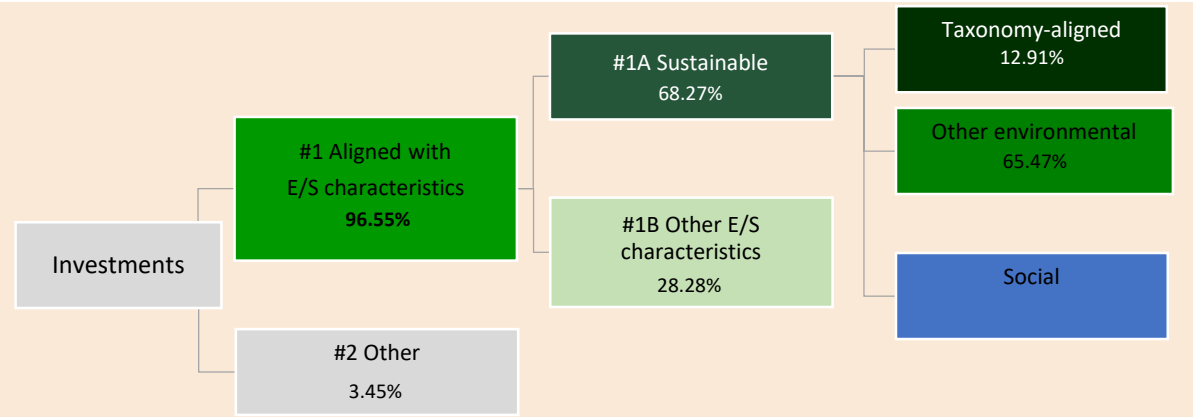 Investments
#1 Aligned with
E/S characteristics
96.55%
#2 Other
3.45%
#1A Sustainable
68.27%
#1B Other E/S
characteristics
28.28%
Taxonomy-aligned
12.91%
Other environmental
65.47%
Social